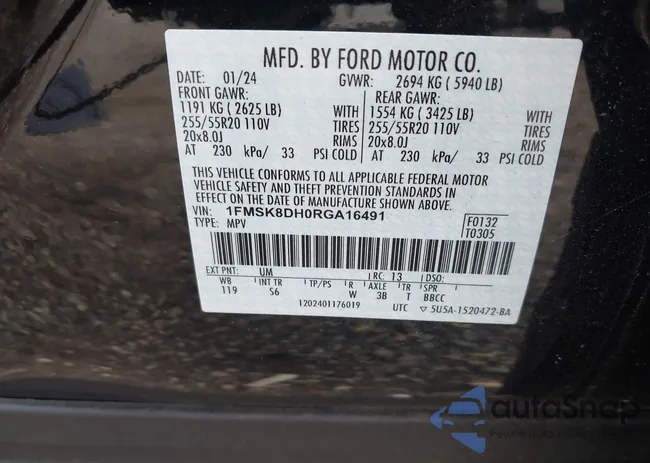 MFD. BY FORD MOTOR CO.
DATE: 01/24 GVWR: 2694 KG ( 5940 LB)
FRONT GAWR: REAR GAWR:
1191 KG ( 2625 LB) WITH 1554 KG ( 3425 LB) WITH
255/55R20 110V TIRES 255/55R20 110V TIRES
20x8.0J RIMS 20x8.0J RIMS
AT 230 kPa/ 33 PSI COLD AT 230 kPa/ 33 PSI COLD
THIS VEHICLE CONFORMS TO ALL APPLICABLE FEDERAL MOTOR
VEHICLE SAFETY AND THEFT PREVENTION STANDARDS IN
EFFECT ON THE DATE OF MANUFACTURE SHOWN ABOVE.
VIN: 1FMSK8DH0RGA16491 F0132
TYPE: MPV T0305
EXT PNT: UM RC: 13 DSO:
WB INT TR TP/PS R AXLE TR SPR
119 S6 W 3B T BBCC
1202401176019 UTC ▽ 5U5A-1520472-BA
autoSnap